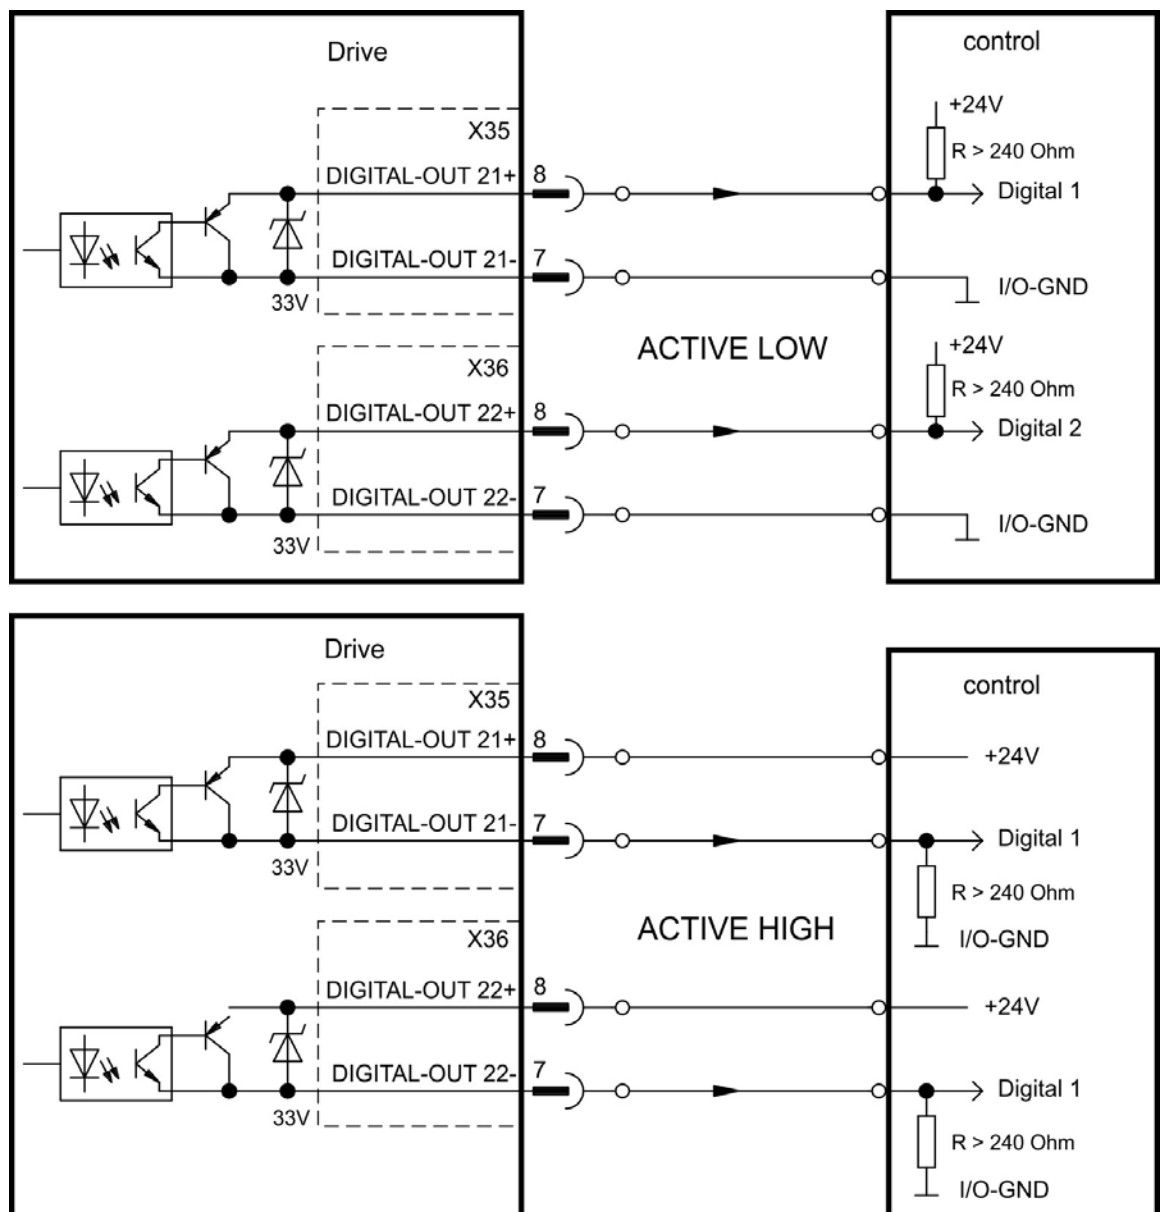 Drive
control
+24V
X35
R > 240 Ohm
DIGITAL-OUT 21+ 8
Digital 1
DIGITAL-OUT 21- 7
33V
I/O-GND
ACTIVE LOW
+24V
X36
R > 240 Ohm
DIGITAL-OUT 22+ 8
Digital 2
DIGITAL-OUT 22- 7
33V
I/O-GND
Drive
control
X35
DIGITAL-OUT 21+ 8
+24V
DIGITAL-OUT 21- 7
Digital 1
33V
R > 240 Ohm
ACTIVE HIGH
X36
I/O-GND
DIGITAL-OUT 22+ 8
+24V
DIGITAL-OUT 22- 7
Digital 1
33V
R > 240 Ohm
I/O-GND